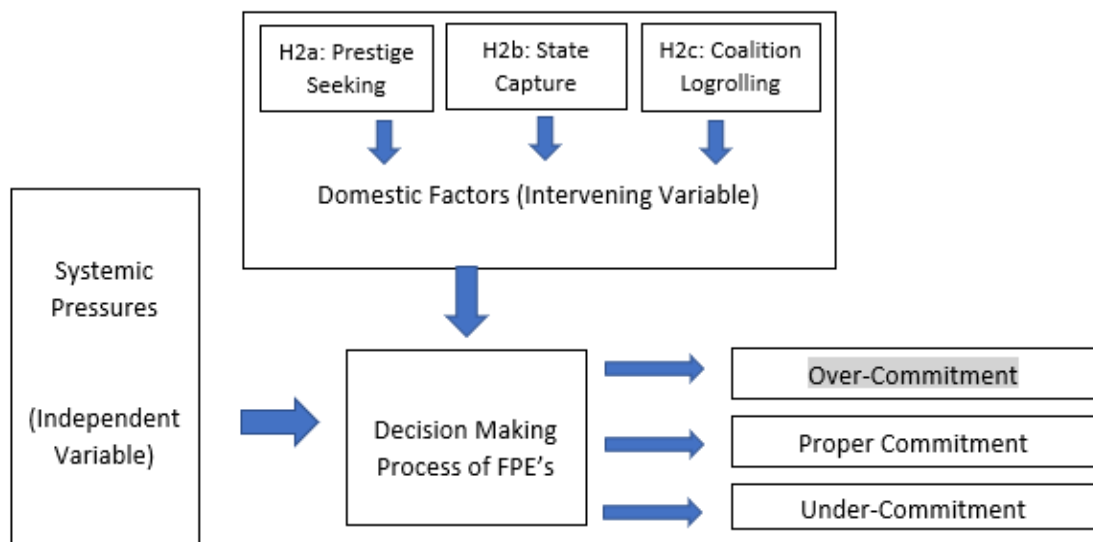 H2a: Prestige
Seeking
H2b: State
Capture
H2c: Coalition
Logrolling
Domestic Factors (Intervening Variable)
Systemic
Pressures
(Independent
Variable)
Decision Making
Process of FPE's
Over-Commitment
Proper Commitment
Under-Commitment